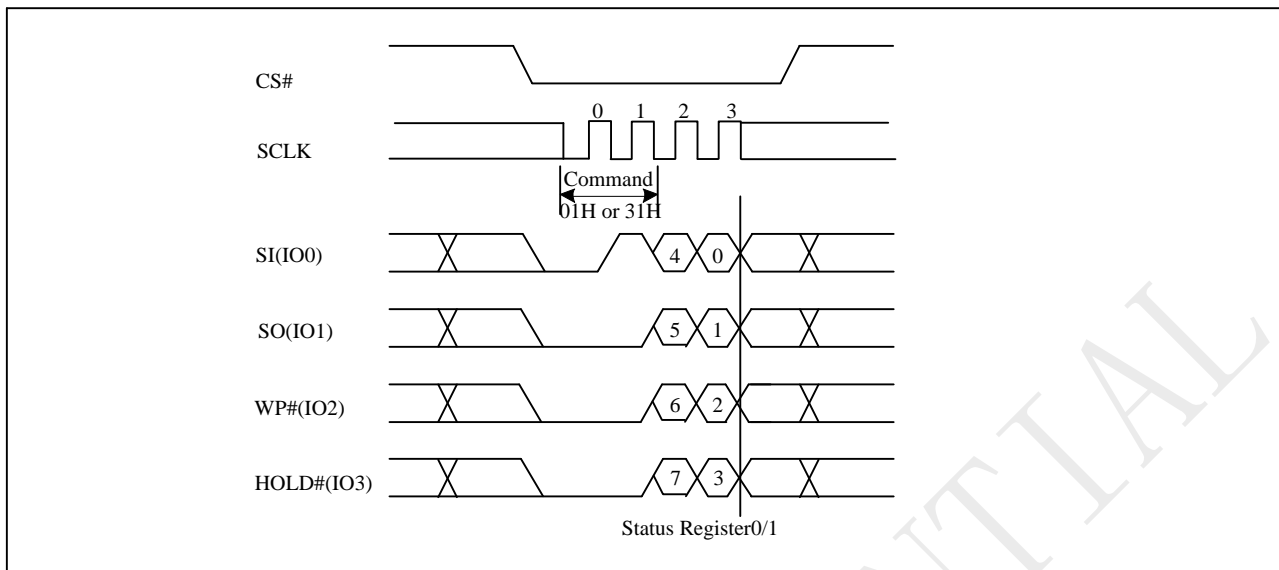 CS#
0 1 2 3
SCLK
Command
01H or 31H
SI(IO0) 4 0
SO(IO1) 5 1
WP#(IO2) 6 2
HOLD#(IO3) 7 3
Status Register0/1
NTIAL